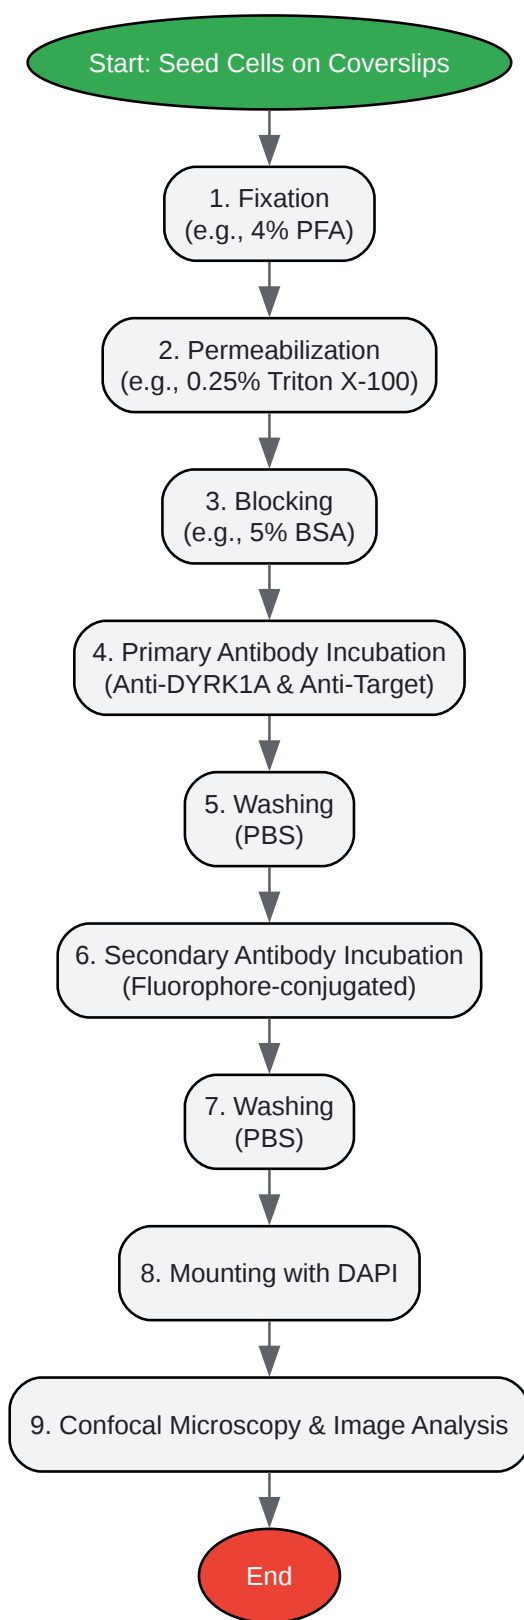 Start: Seed Cells on Coverslips
1. Fixation
(e.g., 4% PFA)
2. Permeabilization
(e.g., 0.25% Triton X-100)
3. Blocking
(e.g., 5% BSA)
4. Primary Antibody Incubation
(Anti-DYRK1A & Anti-Target)
5. Washing
(PBS)
6. Secondary Antibody Incubation
(Fluorophore-conjugated)
7. Washing
(PBS)
8. Mounting with DAPI
9. Confocal Microscopy & Image Analysis
End